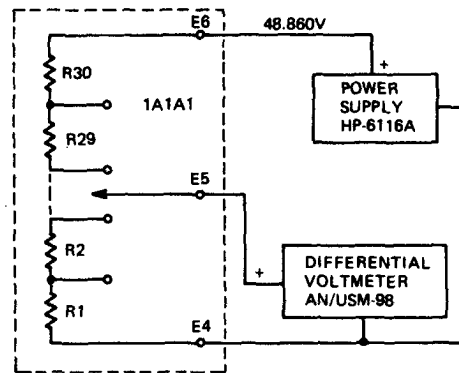 E6
48.860V
R30
1A1A1
+
POWER
SUPPLY
HP-6116A
R29
E5
R2
+
DIFFERENTIAL
VOLTMETER
AN/USM-98
R1
E4